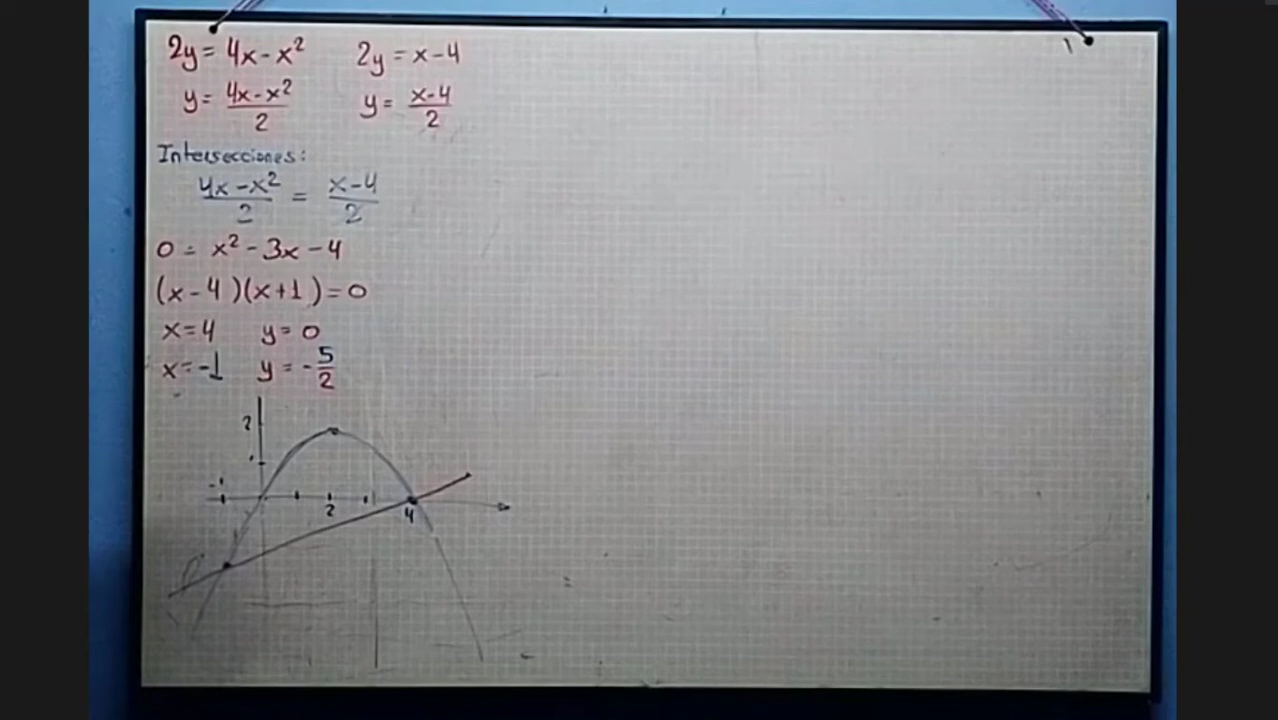 2y = 4x - x² 2y = x - 4
y = (4x - x²)/2 y = (x - 4)/2
Intersecciones:
(4x - x²)/2 = (x - 4)/2
0 = x² - 3x - 4
(x - 4)(x + 1) = 0
x = 4 y = 0
x = -1 y = -5/2
2
-1
2
4